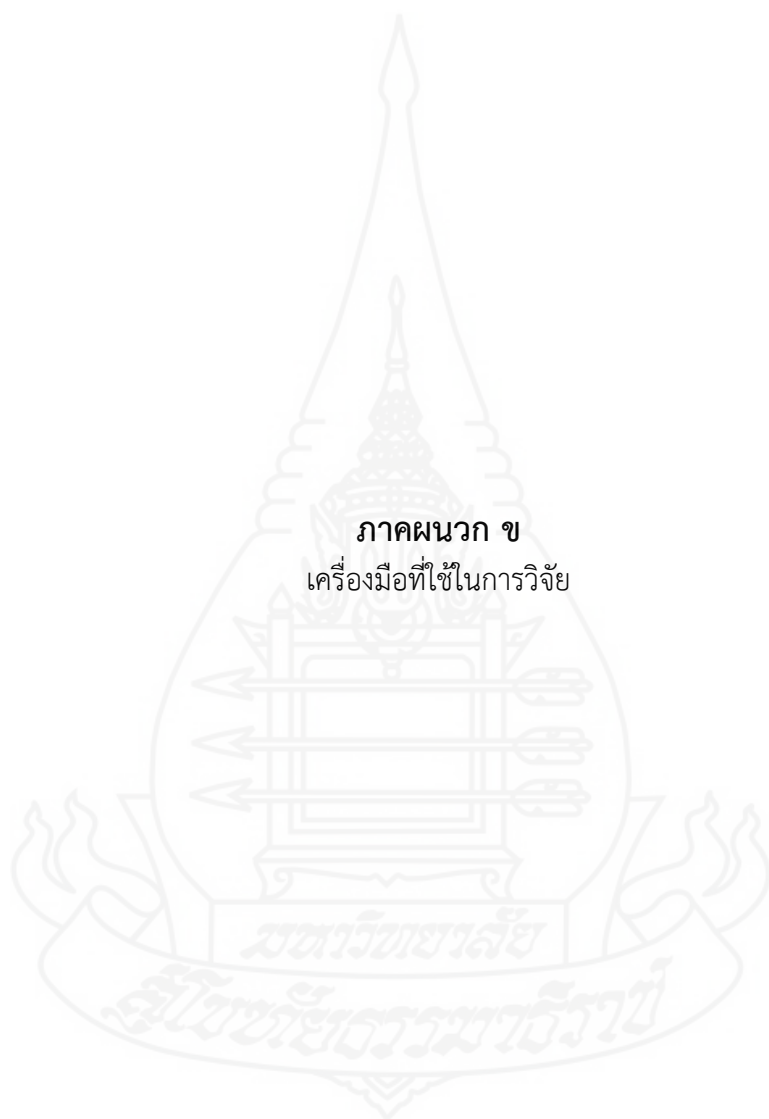 ภาคผนวก ข
เครื่องมือที่ใช้ในการวิจัย
มหาวิทยาลัย
สุโขทัยธรรมาธิราช